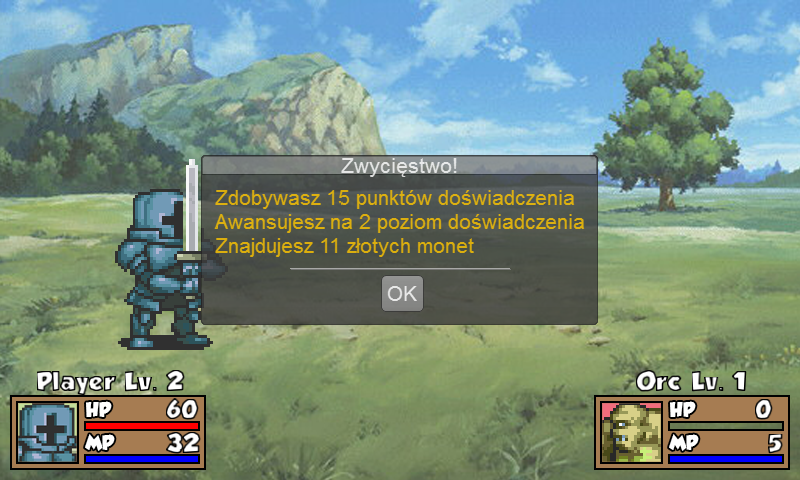 Zwycięstwo!
Zdobywasz 15 punktów doświadczenia
Awansujesz na 2 poziom doświadczenia
Znajdujesz 11 złotych monet
OK
Player Lv. 2
HP 60
MP 32
Orc Lv. 1
HP 0
MP 5